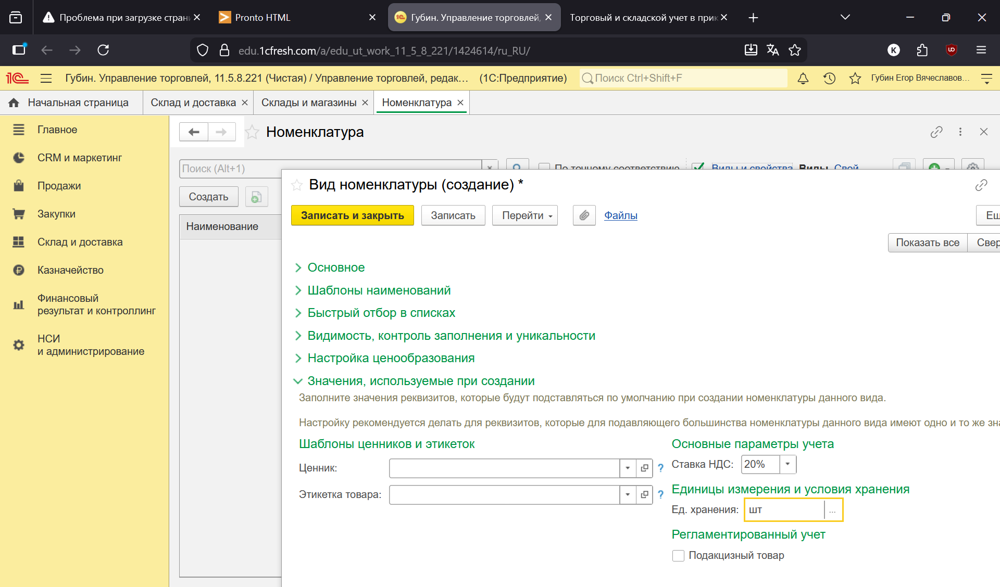 Проблема при загрузке страни
Pronto HTML
Губин. Управление торговлей,
Торговый и складской учет в прик
edu.1cfresh.com/a/edu_ut_work_11_5_8_221/1424614/ru_RU/
K
1С
Губин. Управление торговлей, 11.5.8.221 (Чистая) / Управление торговлей, редак...
(1С:Предприятие)
Поиск Ctrl+Shift+F
Губин Егор Вячеславов...
Начальная страница
Склад и доставка
Склады и магазины
Номенклатура
Главное
CRM и маркетинг
Продажи
Закупки
Склад и доставка
Казначейство
Финансовый
результат и контроллинг
НСИ
и администрирование
Номенклатура
Поиск (Alt+1)
По точному соответствию
Виды и свойства
Виды
Свой
Создать
Наименование
Вид номенклатуры (создание) *
Записать и закрыть
Записать
Перейти
Файлы
Ещ
Показать все
Свер
Основное
Шаблоны наименований
Быстрый отбор в списках
Видимость, контроль заполнения и уникальности
Настройка ценообразования
Значения, используемые при создании
Заполните значения реквизитов, которые будут подставляться по умолчанию при создании номенклатуры данного вида.
Настройку рекомендуется делать для реквизитов, которые для подавляющего большинства номенклатуры данного вида имеют одно и то же зна
Шаблоны ценников и этикеток
Ценник:
?
Этикетка товара:
?
Основные параметры учета
Ставка НДС:
20%
Единицы измерения и условия хранения
Ед. хранения:
шт
...
Регламентированный учет
Подакцизный товар